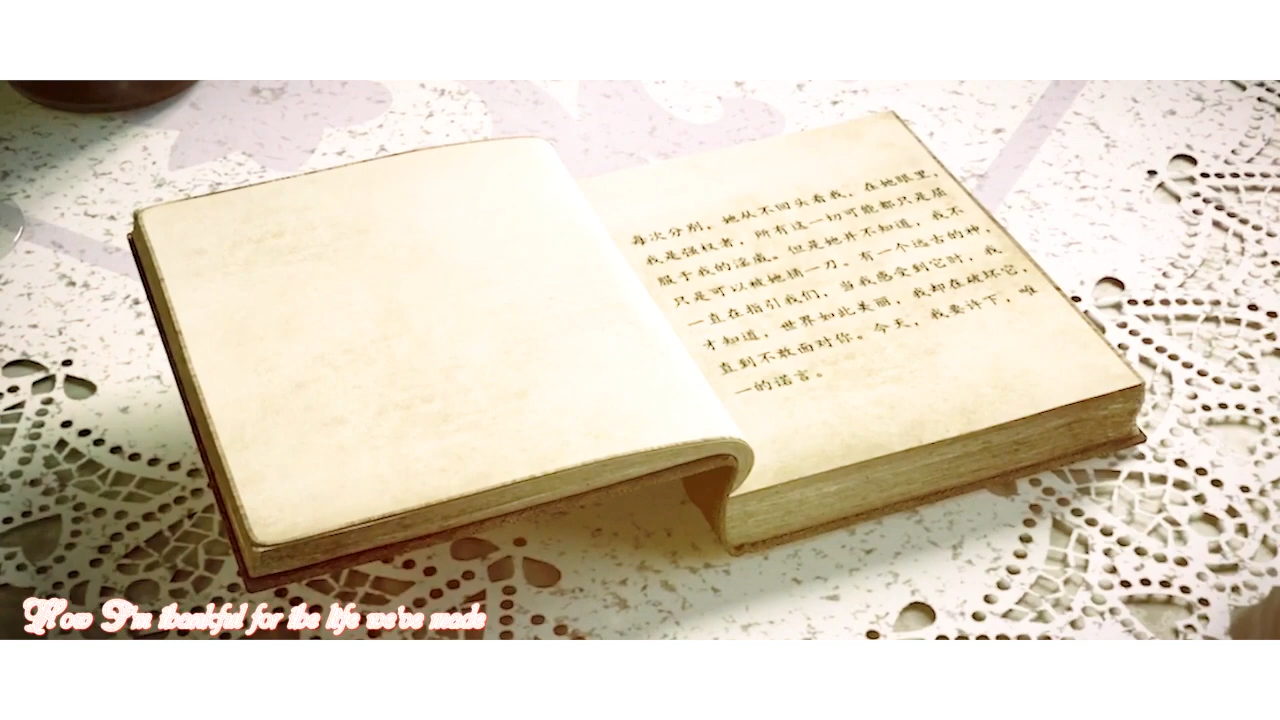 每次分别，她从不回头看我。在她眼里，
我是强权者，所有这一切可能都只是屈
服于我的淫威。但是她并不知道，我不
只是可以被她捅一刀。有一个远古的神，
一直在指引我们，当我感念到它时，我
才知道，世界如此美丽，我却在破坏它，
直到不敢面对你。今天，我要许下，唯
一的诺言。
How I'm thankful for the life we've made